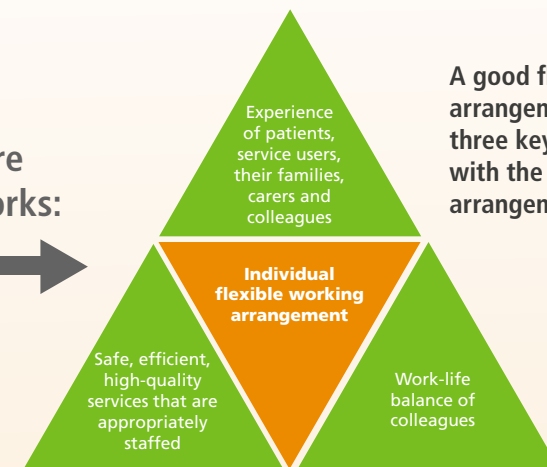 A good
arrangem
three key
with the
arrangem
re
orks:
Experience
of patients,
service users,
their families,
carers and
colleagues
Individual
flexible working
arrangement
Safe, efficient,
high-quality
services that are
appropriately
staffed
Work-life
balance of
colleagues